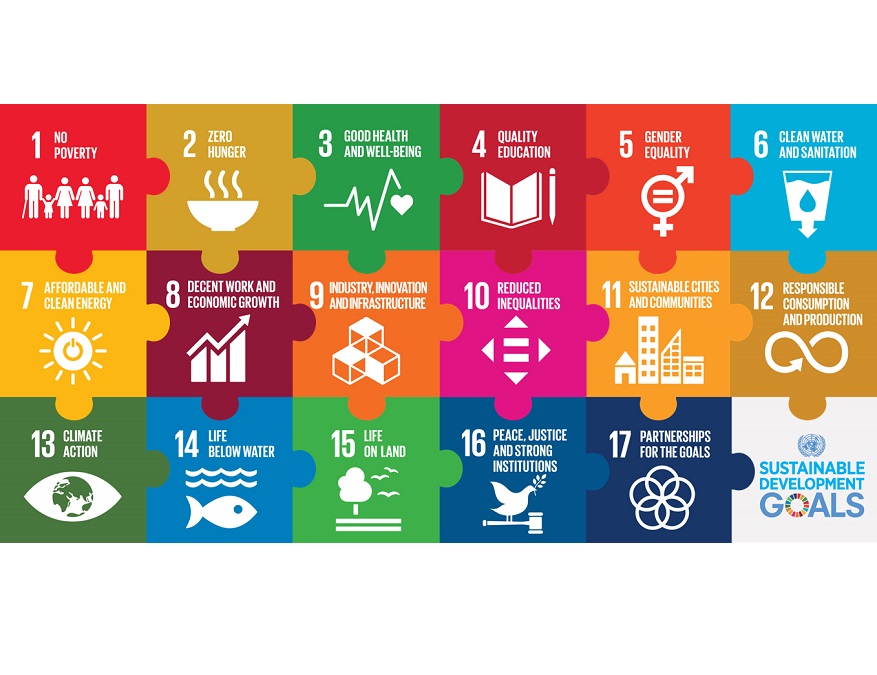 1 NO
POVERTY
2 ZERO
HUNGER
3 GOOD HEALTH
AND WELL-BEING
4 QUALITY
EDUCATION
5 GENDER
EQUALITY
6 CLEAN WATER
AND SANITATION
7 AFFORDABLE AND
CLEAN ENERGY
8 DECENT WORK AND
ECONOMIC GROWTH
9 INDUSTRY, INNOVATION
AND INFRASTRUCTURE
10 REDUCED
INEQUALITIES
11 SUSTAINABLE CITIES
AND COMMUNITIES
12 RESPONSIBLE
CONSUMPTION
AND PRODUCTION
13 CLIMATE
ACTION
14 LIFE
BELOW WATER
15 LIFE
ON LAND
16 PEACE, JUSTICE
AND STRONG
INSTITUTIONS
17 PARTNERSHIPS
FOR THE GOALS
SUSTAINABLE
DEVELOPMENT
GOALS